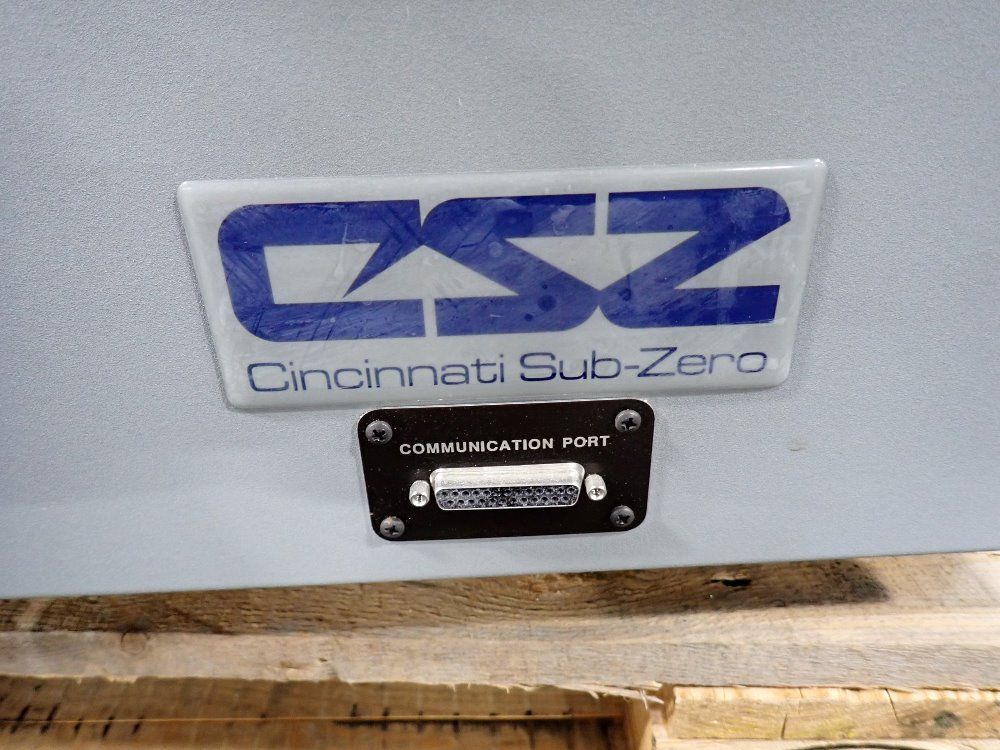 CSZ
Cincinnati Sub-Zero
COMMUNICATION PORT